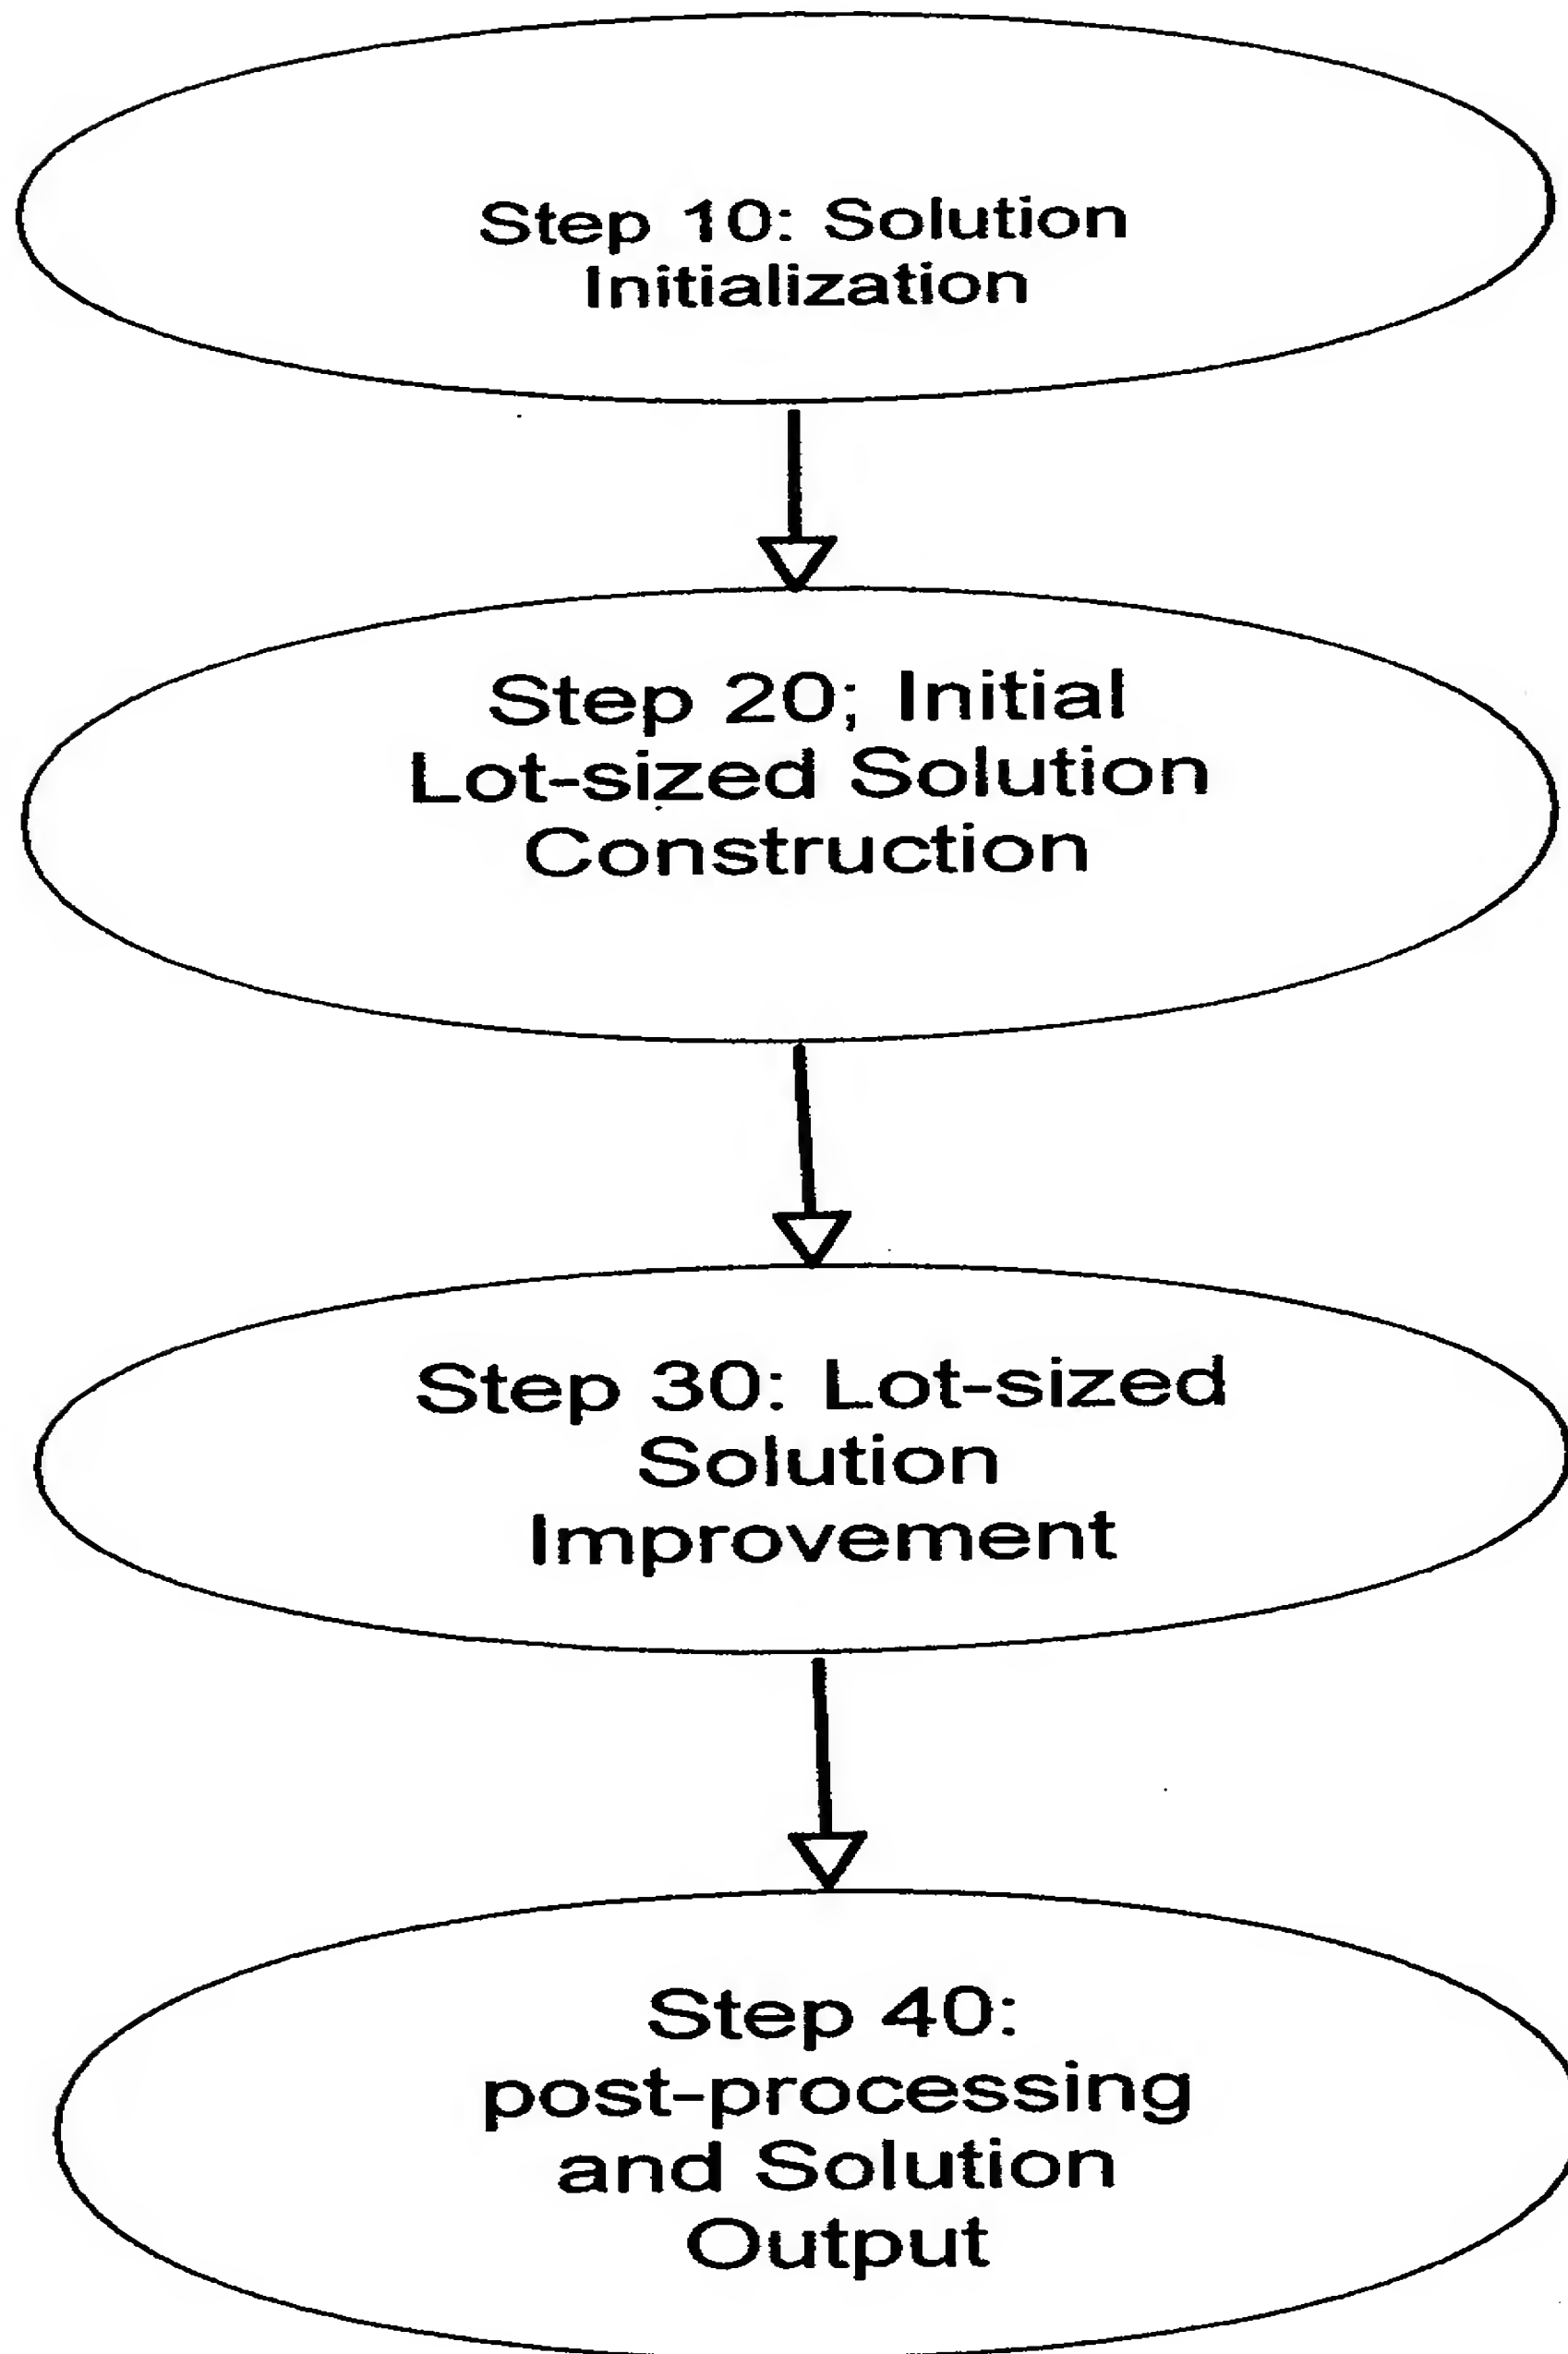 Step 10: Solution
Initialization
Step 20; Initial
Lot-sized Solution
Construction
Step 30: Lot-sized
Solution
Improvement
Step 40:
post-processing
and Solution
Output